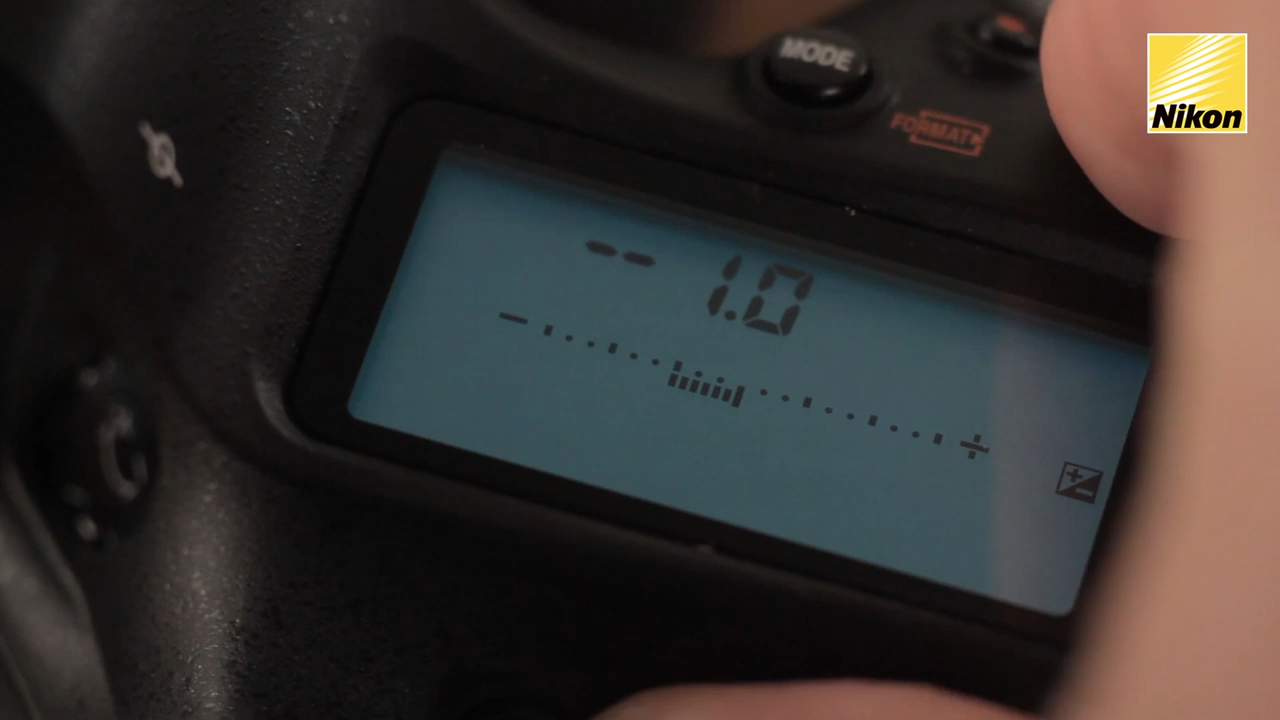 MODE
FORMAT
Nikon
--1.0
- +
+-